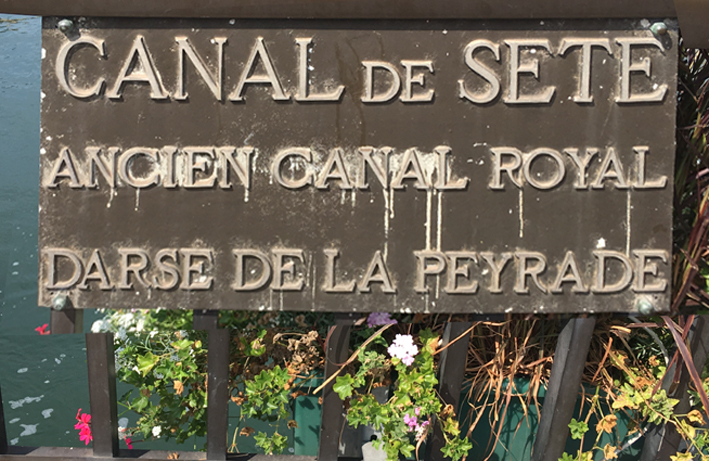 CANAL DE SETE
ANCIEN CANAL ROYAL
DARSE DE LA PEYRADE